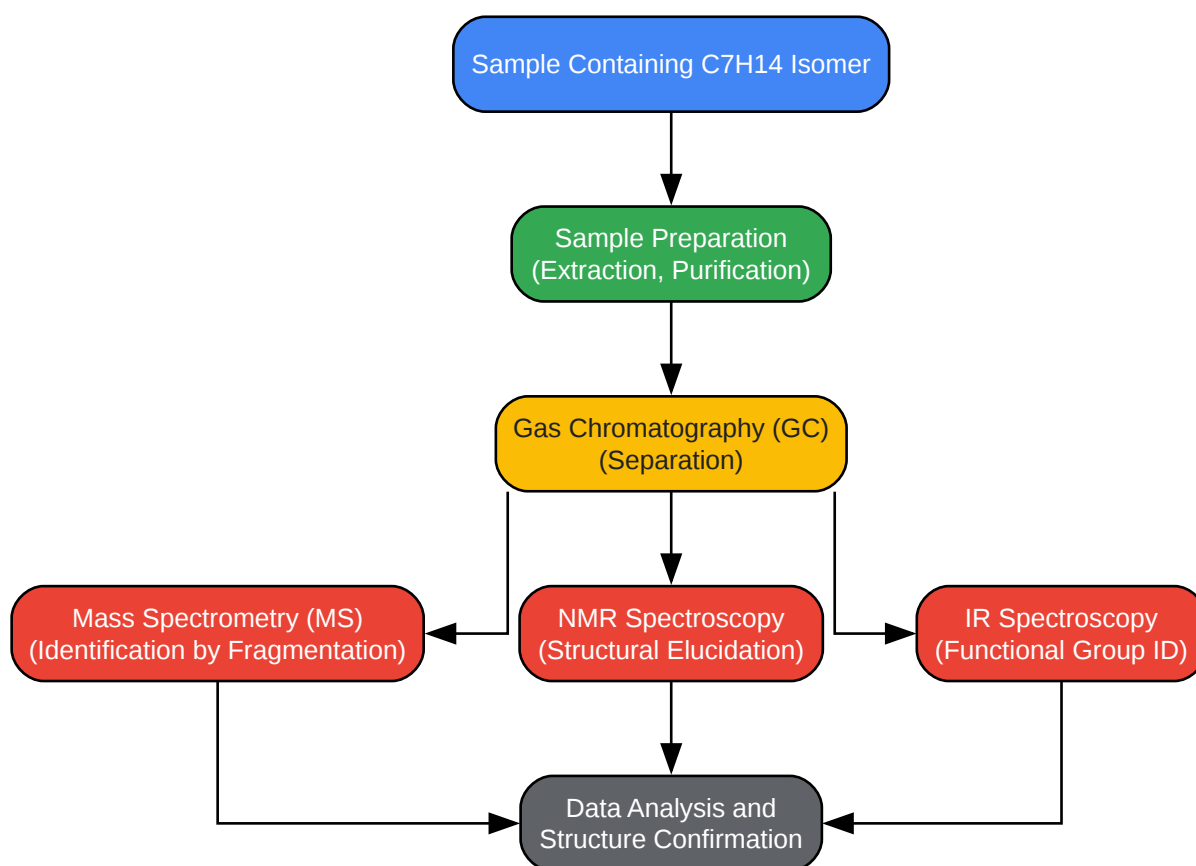 Sample Containing C7H14 Isomer
Sample Preparation
(Extraction, Purification)
Gas Chromatography (GC)
(Separation)
Mass Spectrometry (MS)
(Identification by Fragmentation)
NMR Spectroscopy
(Structural Elucidation)
IR Spectroscopy
(Functional Group ID)
Data Analysis and
Structure Confirmation